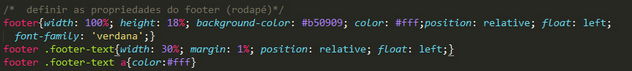 /*  definir as propriedades do footer (rodapé)*/
footer{width: 100%; height: 18%; background-color: #b50909; color: #fff;position: relative; float: left;
font-family: 'verdana';}
footer .footer-text{width: 30%; margin: 1%; position: relative; float: left;}
footer .footer-text a{color:#fff}